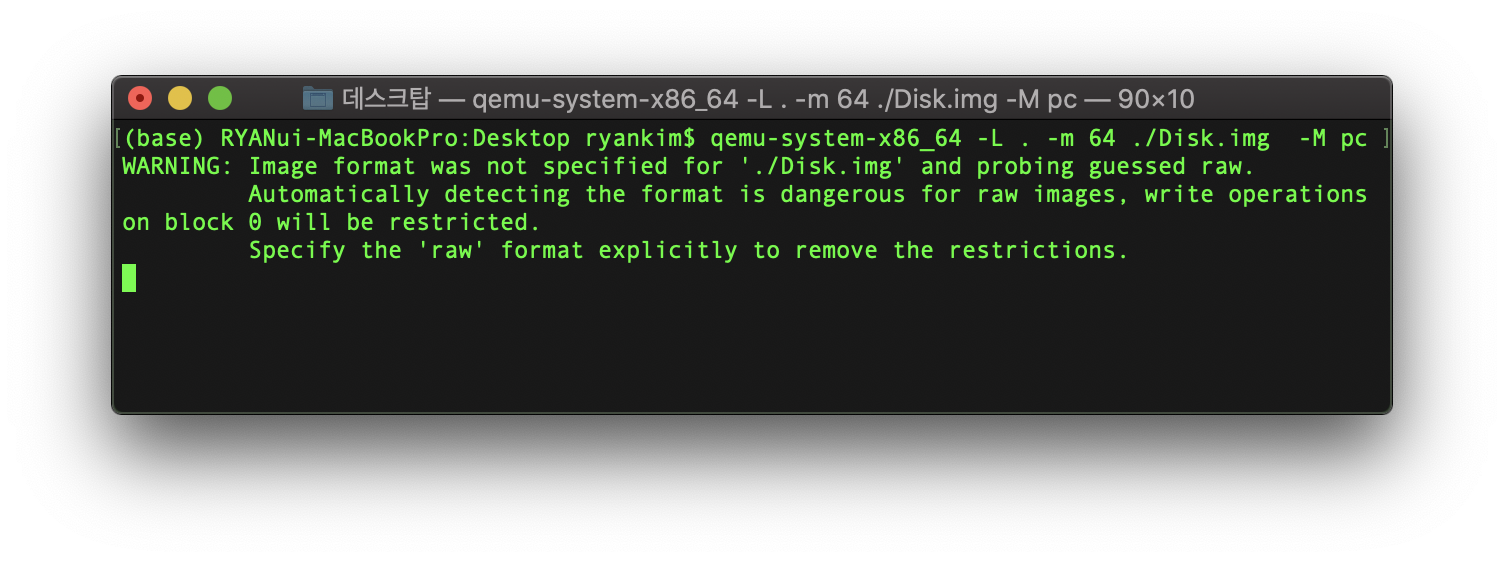 데스크탑 — qemu-system-x86_64 -L . -m 64 ./Disk.img -M pc — 90×10
[(base) RYANui-MacBookPro:Desktop ryankim$ qemu-system-x86_64 -L . -m 64 ./Disk.img  -M pc ]
WARNING: Image format was not specified for './Disk.img' and probing guessed raw.
         Automatically detecting the format is dangerous for raw images, write operations
on block 0 will be restricted.
         Specify the 'raw' format explicitly to remove the restrictions.